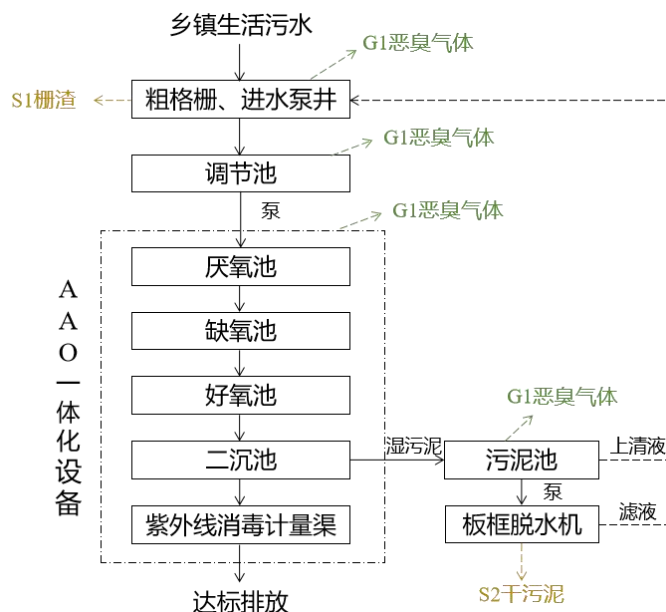 乡镇生活污水
G1恶臭气体
S1栅渣
粗格栅、进水泵井
G1恶臭气体
调节池
泵
G1恶臭气体
厌氧池
AAO一体化设备
缺氧池
好氧池
G1恶臭气体
二沉池
湿污泥
污泥池
上清液
泵
紫外线消毒计量渠
板框脱水机
滤液
达标排放
S2干污泥